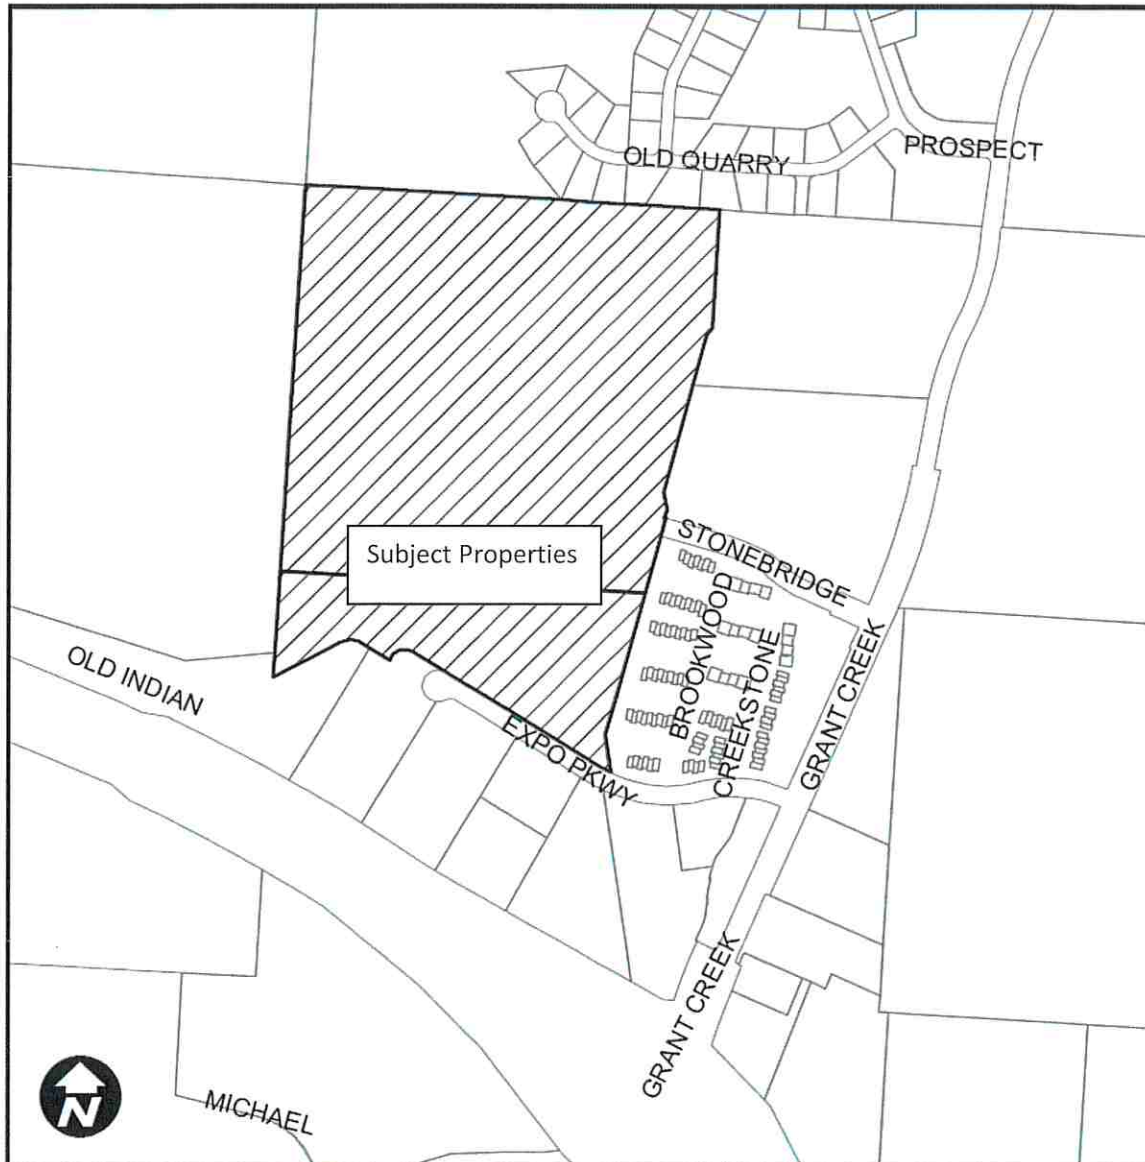 OLD QUARRY
PROSPECT
STONEBRIDGE
Subject Properties
BROOKWOOD
CREEKSTONE
GRANT CREEK
OLD INDIAN
EXPO PKWY
GRANT CREEK
MICHAEL
N